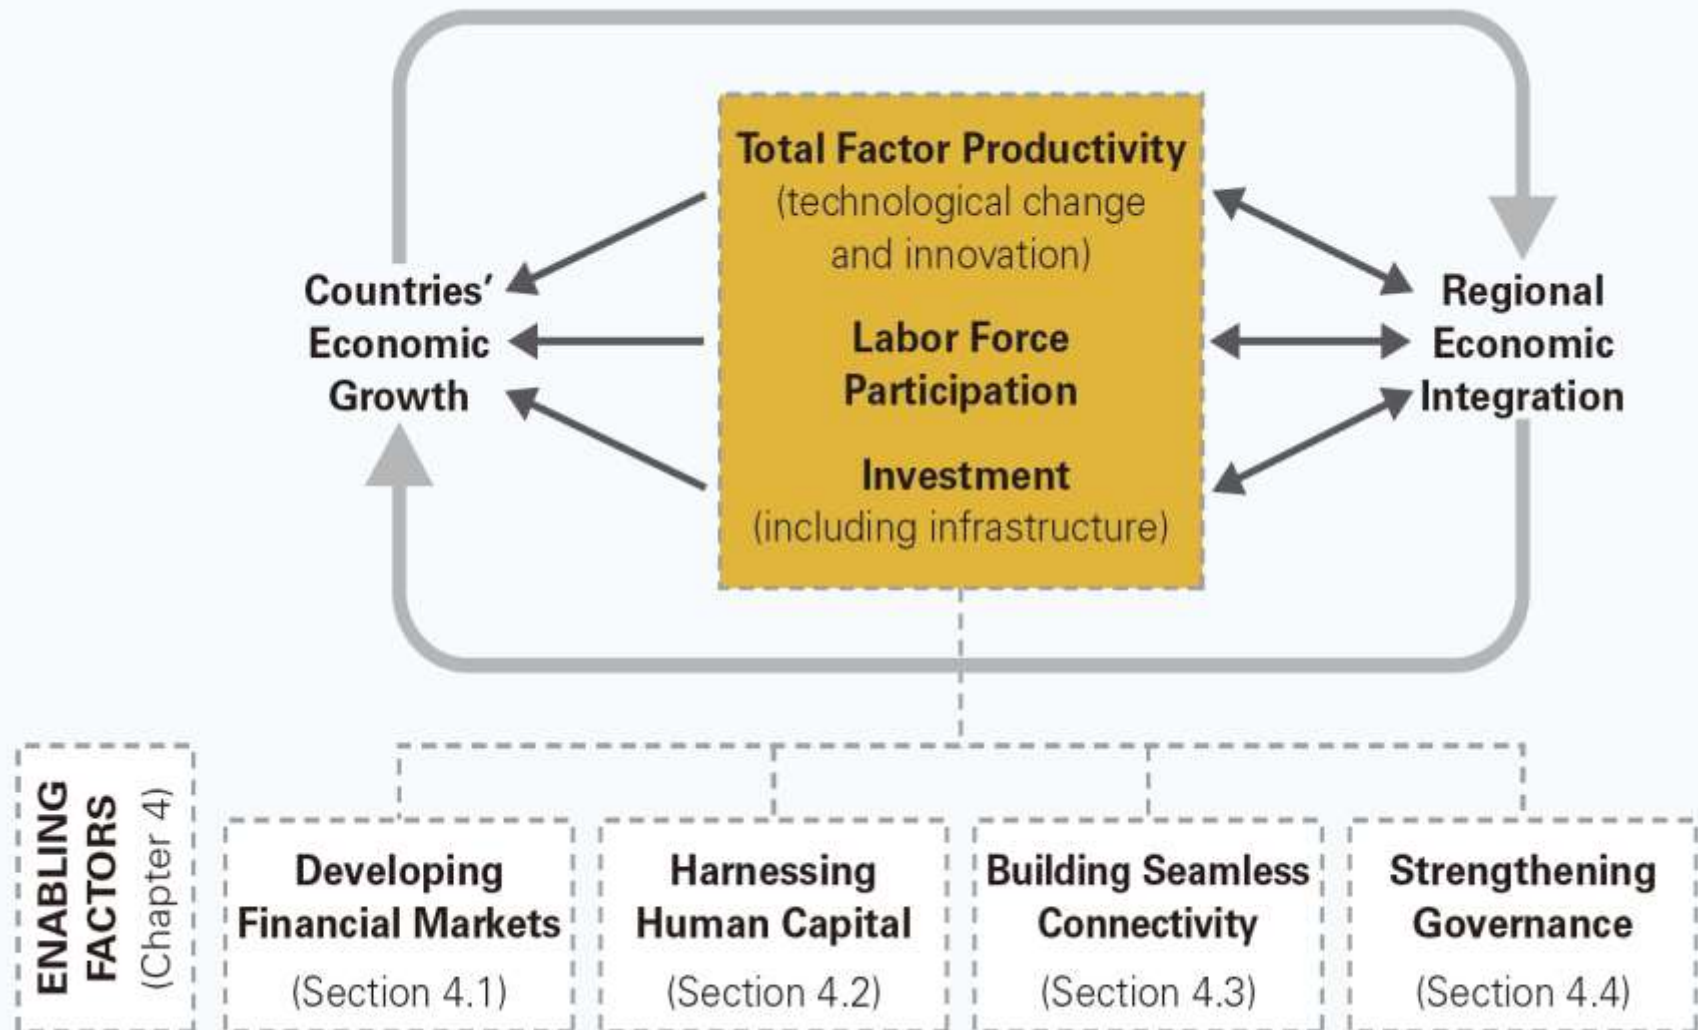 Total Factor Productivity
(technological change
and innovation)
Labor Force
Participation
Investment
(including infrastructure)
Countries’
Economic
Growth
Regional
Economic
Integration
ENABLING
FACTORS
(Chapter 4)
Developing
Financial Markets
(Section 4.1)
Harnessing
Human Capital
(Section 4.2)
Building Seamless
Connectivity
(Section 4.3)
Strengthening
Governance
(Section 4.4)